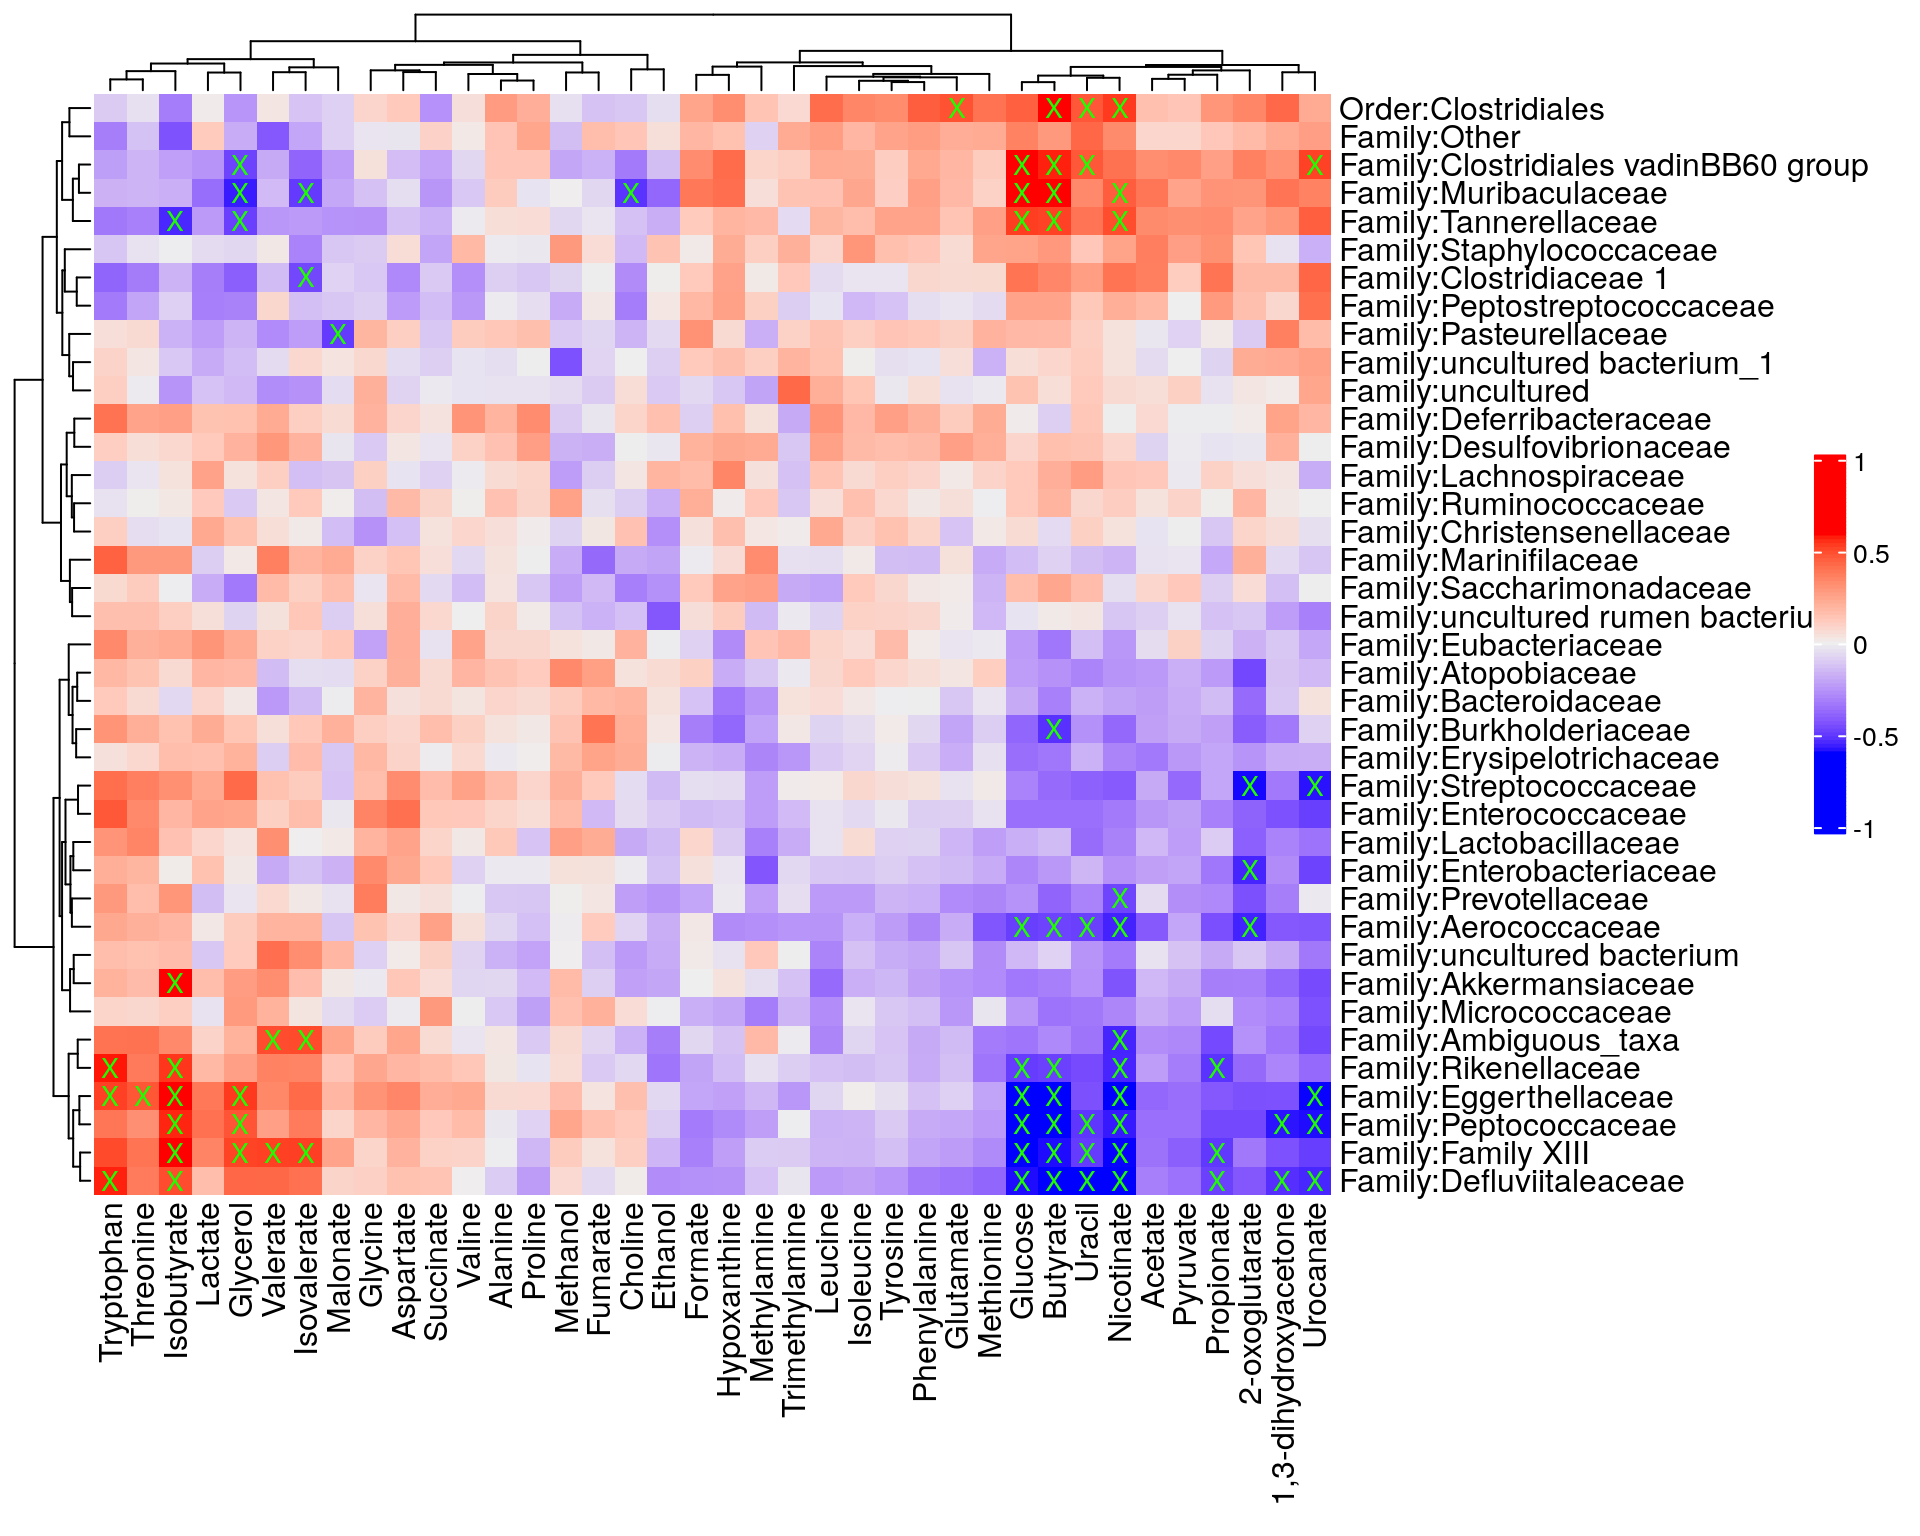 X X X X Order:Clostridiales
Family:Other
X X X X X Family:Clostridiales vadinBB60 group
X X X X X X Family:Muribaculaceae
X X X X X Family:Tannerellaceae
Family:Staphylococcaceae
X Family:Clostridiaceae 1
Family:Peptostreptococcaceae
X Family:Pasteurellaceae
Family:uncultured bacterium_1
Family:uncultured
Family:Deferribacteraceae
Family:Desulfovibrionaceae
Family:Lachnospiraceae
Family:Ruminococcaceae
Family:Christensenellaceae
Family:Marinifilaceae
Family:Saccharimonadaceae
Family:uncultured rumen bacteriu
Family:Eubacteriaceae
Family:Atopobiaceae
Family:Bacteroidaceae
X Family:Burkholderiaceae
Family:Erysipelotrichaceae
X X Family:Streptococcaceae
Family:Enterococcaceae
Family:Lactobacillaceae
X Family:Enterobacteriaceae
X Family:Prevotellaceae
X X X X X Family:Aerococcaceae
Family:uncultured bacterium
X Family:Akkermansiaceae
Family:Micrococcaceae
X X X Family:Ambiguous_taxa
X X X X X X Family:Rikenellaceae
X X X X X X X X Family:Eggerthellaceae
X X X X X X X X Family:Peptococcaceae
X X X X X X X X X Family:Family XIII
X X X X X X X X X Family:Defluviitaleaceae
1
0.5
0
-0.5
-1
Tryptophan
Threonine
Isobutyrate
Lactate
Glycerol
Valerate
Isovalerate
Malonate
Glycine
Aspartate
Succinate
Valine
Alanine
Proline
Methanol
Fumarate
Choline
Ethanol
Formate
Hypoxanthine
Methylamine
Trimethylamine
Leucine
Isoleucine
Tyrosine
Phenylalanine
Glutamate
Methionine
Glucose
Butyrate
Uracil
Nicotinate
Acetate
Pyruvate
Propionate
2-oxoglutarate
1,3-dihydroxyacetone
Urocanate